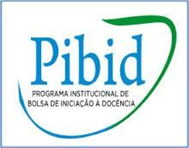 Pibid
PROGRAMA INSTITUCIONAL DE
BOLSA DE INICIAÇÃO À DOCÊNCIA